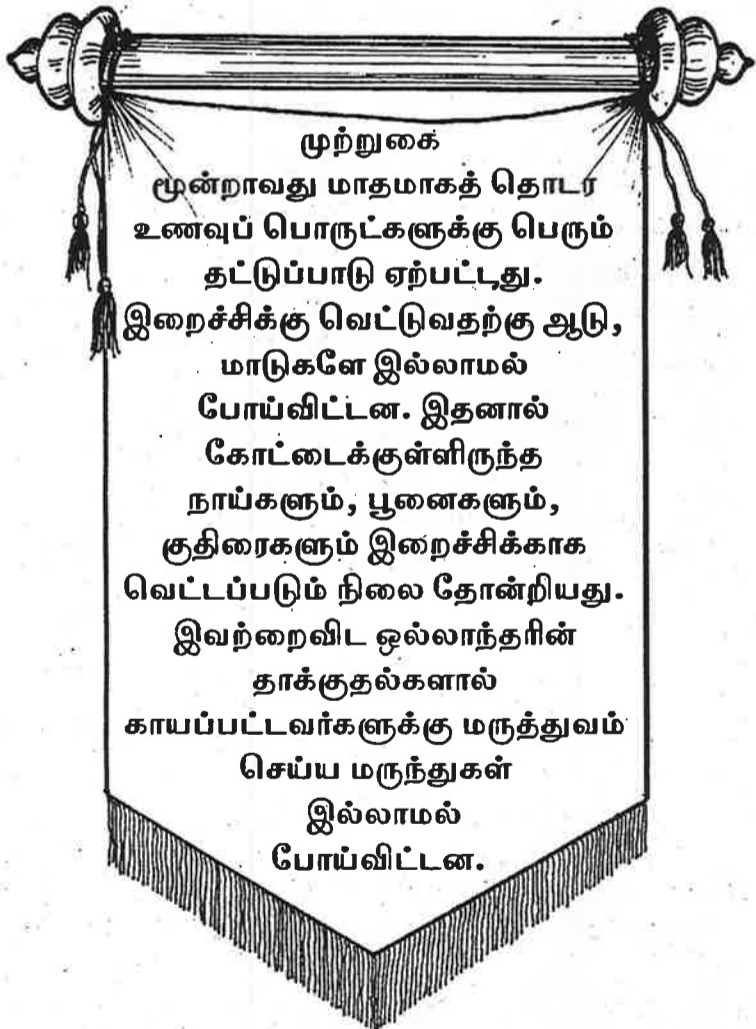 முற்றுகை
மூன்றாவது மாதமாகத் தொடர
உணவுப் பொருட்களுக்கு பெரும்
தட்டுப்பாடு ஏற்பட்டது.
இறைச்சிக்கு வெட்டுவதற்கு ஆடு,
மாடுகளே இல்லாமல்
போய்விட்டன. இதனால்
கோட்டைக்குள்ளிருந்த
நாய்களும், பூனைகளும்,
குதிரைகளும் இறைச்சிக்காக
வெட்டப்படும் நிலை தோன்றியது.
இவற்றைவிட ஒல்லாந்தரின்
தாக்குதல்களால்
காயப்பட்டவர்களுக்கு மருத்துவம்
செய்ய மருந்துகள்
இல்லாமல்
போய்விட்டன.